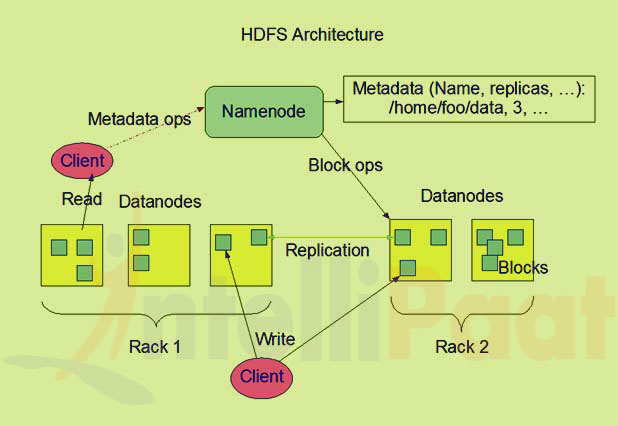 HDFS Architecture
Metadata (Name, replicas, …):
/home/foo/data, 3, …
Namenode
Metadata ops
Client
Block ops
Read
Datanodes
Datanodes
Replication
Blocks
Rack 1
Write
Rack 2
Client
intelliPaat